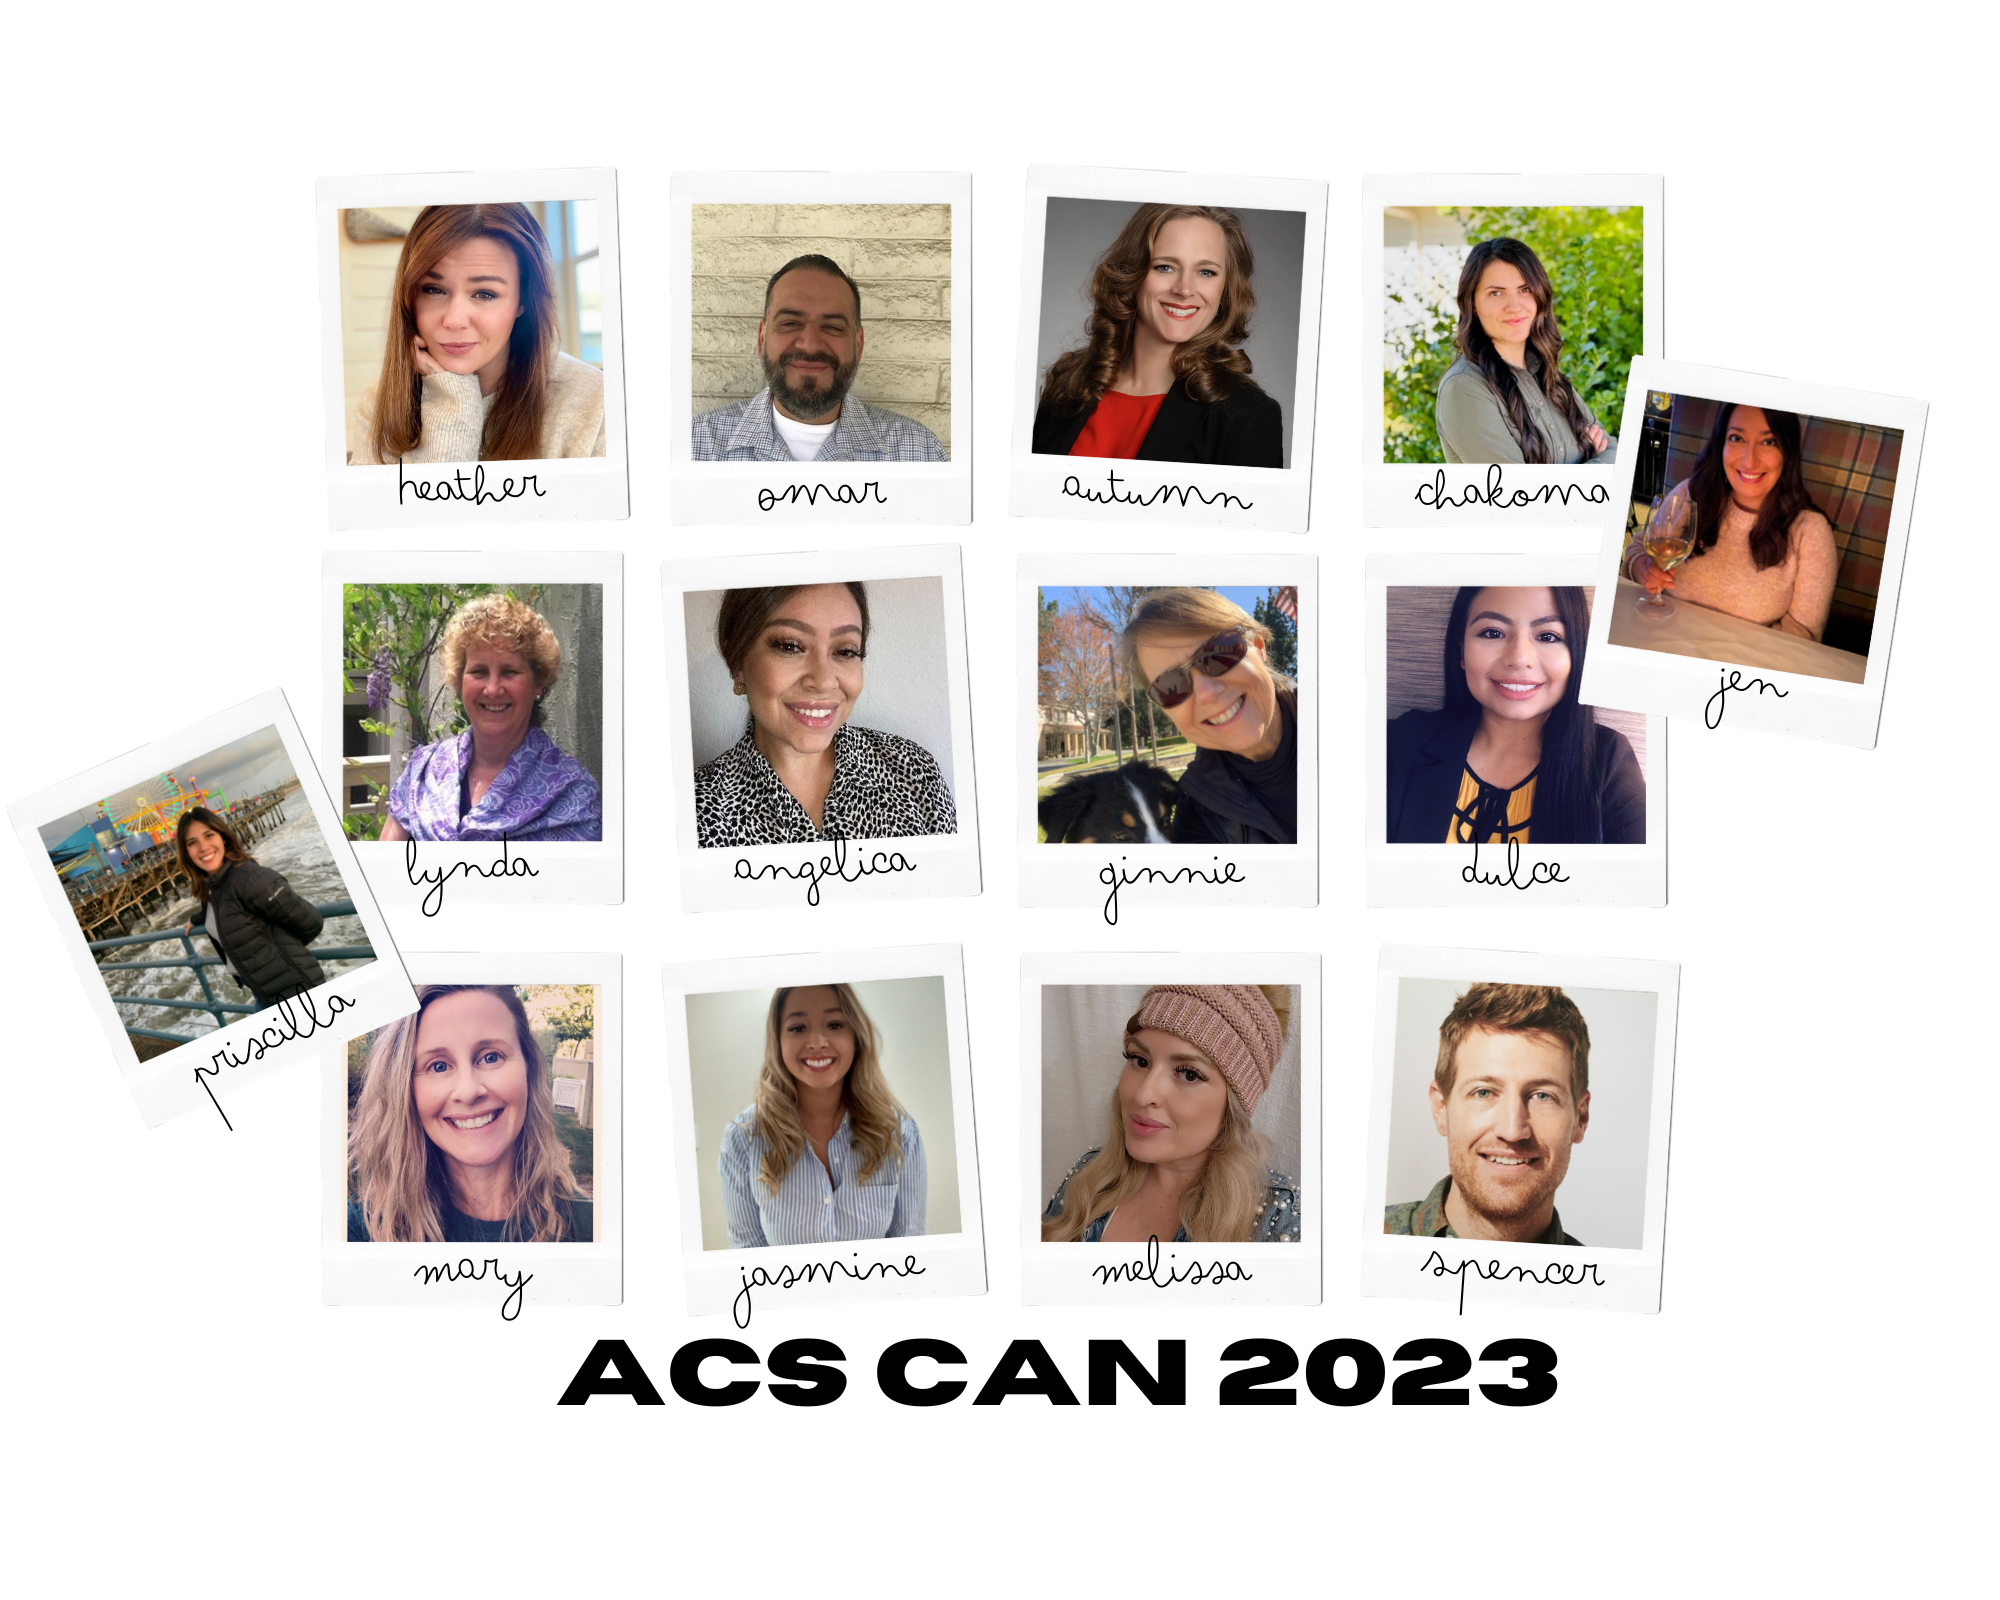 heather
omar
autumn
chakoma
jen
lynda
angelica
ginnie
dulce
priscilla
mary
jasmine
melissa
spencer
ACS CAN 2023